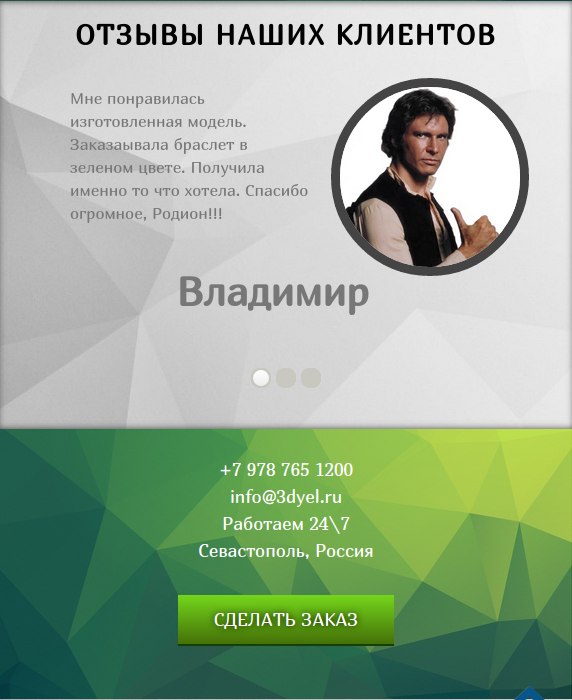 ОТЗЫВЫ НАШИХ КЛИЕНТОВ
Мне понравилась
изготовленная модель.
Заказаывала браслет в
зеленом цвете. Получила
именно то что хотела. Спасибо
огромное, Родион!!!
Владимир
+7 978 765 1200
info@3dyel.ru
Работаем 24\7
Севастополь, Россия
СДЕЛАТЬ ЗАКАЗ